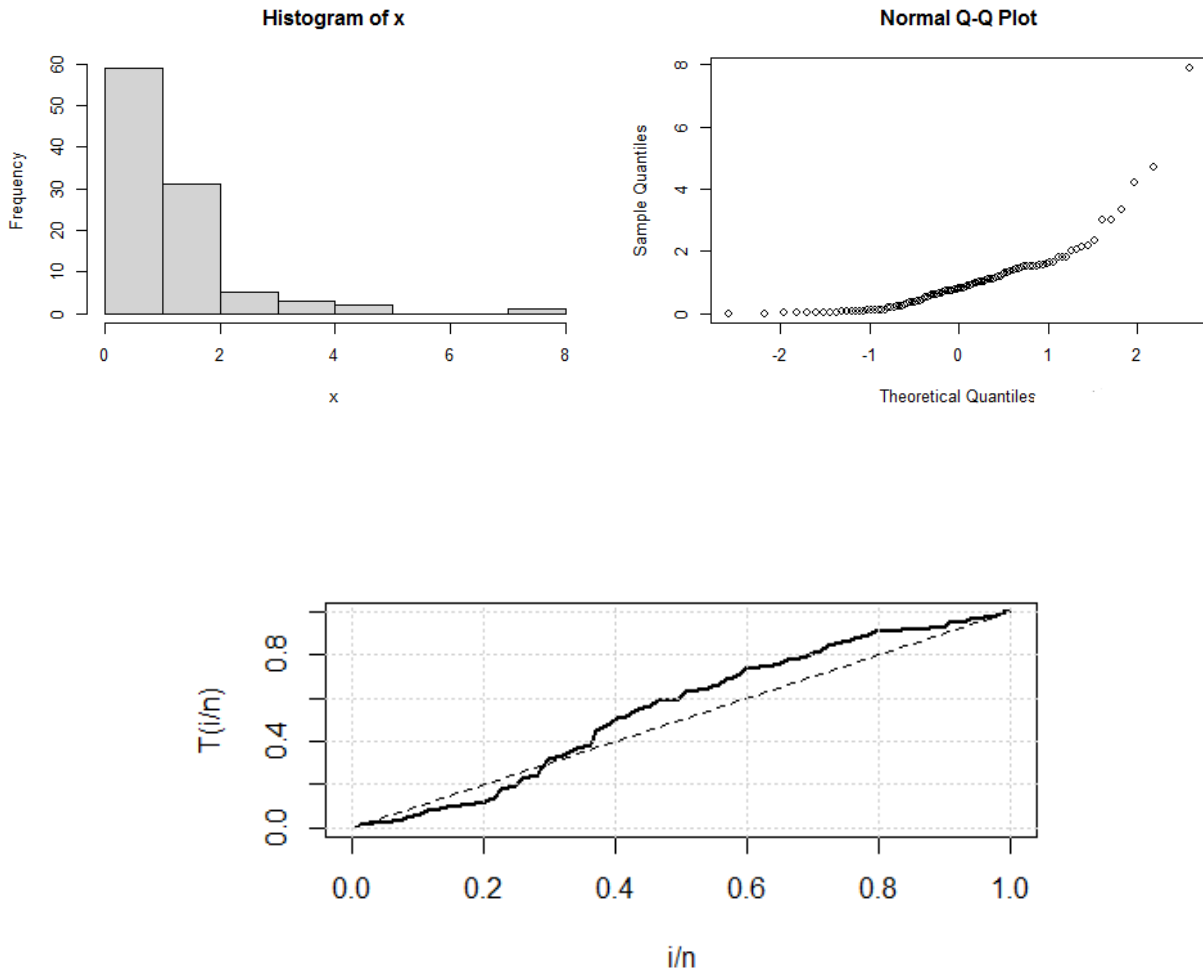 Histogram of x
Frequency
0 10 20 30 40 50 60
0 2 4 6 8
x
Normal Q-Q Plot
Sample Quantiles
0 2 4 6 8
-2 -1 0 1 2
Theoretical Quantiles
T(i/n)
0.0 0.4 0.8
0.0 0.2 0.4 0.6 0.8 1.0
i/n